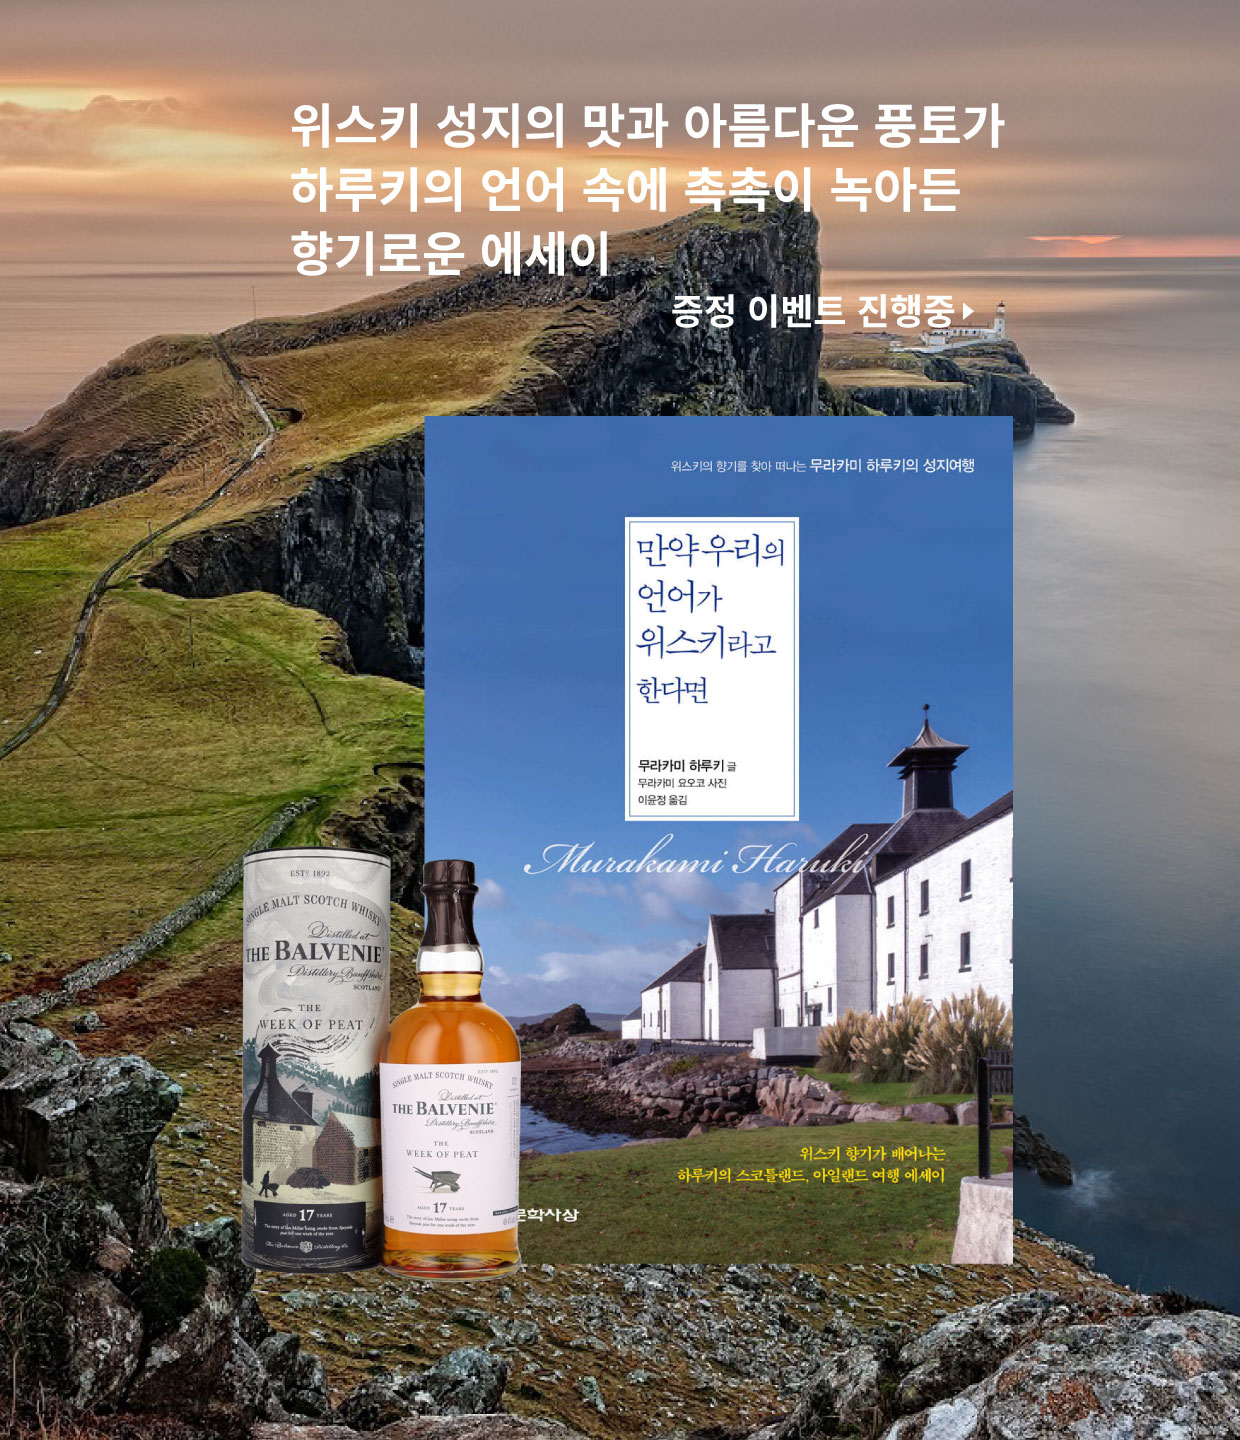 위스키 성지의 맛과 아름다운 풍토가
하루키의 언어 속에 촉촉이 녹아든
향기로운 에세이
증정 이벤트 진행중
위스키의 향기를 찾아 떠나는 무라카미 하루키의 성지여행
만약 우리의
언어가
위스키라고
한다면
무라카미 하루키 글
무라카미 요오코 사진
이윤정 옮김
Murakami Haruki
위스키 향기가 배어나는
하루키의 스코틀랜드, 아일랜드 여행 에세이
문학사상
ESTD 1892
SINGLE MALT SCOTCH WHISKY
Distilled at
THE BALVENIE
Distillery, Banffshire
SCOTLAND
THE
WEEK OF PEAT
AGED 17 YEARS
The Balvenie Distilling Co.
ESTD 1892
SINGLE MALT SCOTCH WHISKY
Distilled at
THE BALVENIE
Distillery, Banffshire
SCOTLAND
THE
WEEK OF PEAT
AGED 17 YEARS